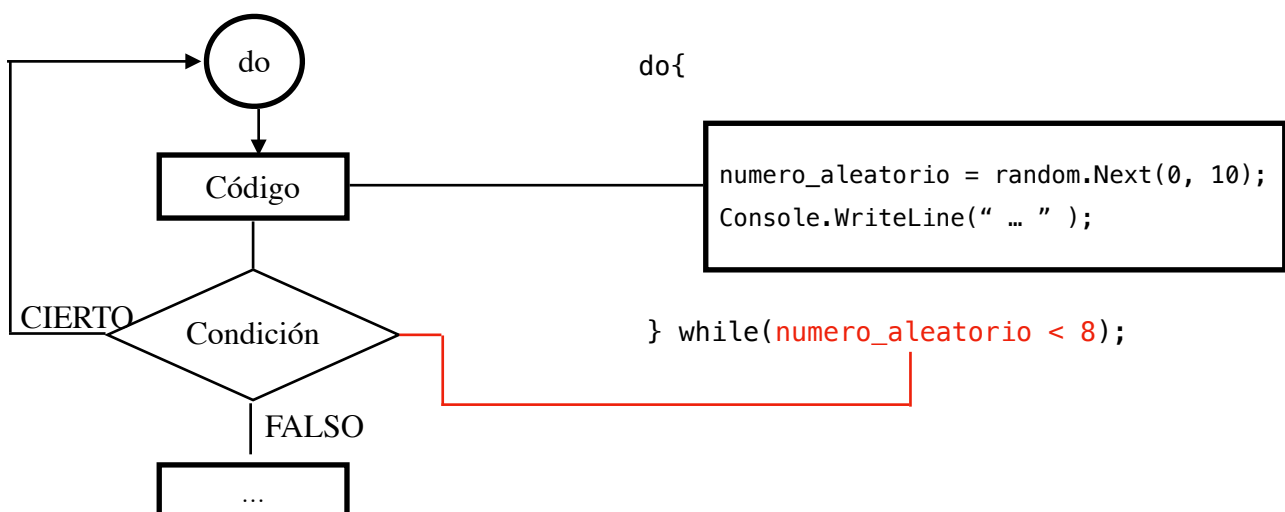 do
do{
Código
numero_aleatorio = random.Next(0, 10);
Console.WriteLine(“ … ” );
CIERTO
Condición
} while(numero_aleatorio < 8);
FALSO
...